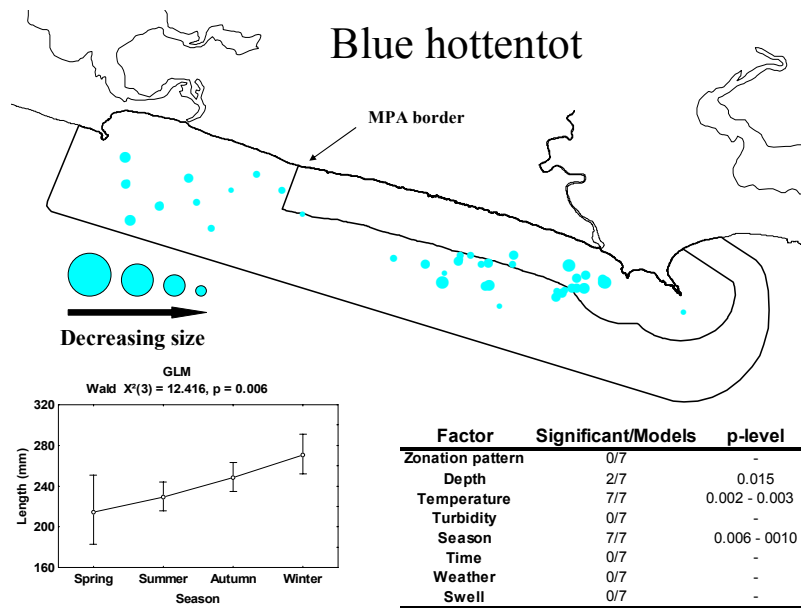 Blue hottentot
MPA border
Decreasing size
GLM
Wald X²(3) = 12.416, p = 0.006
320
280
240
200
160
Length (mm)
Spring Summer Autumn Winter
Season
Factor Significant/Models p-level
Zonation pattern 0/7 -
Depth 2/7 0.015
Temperature 7/7 0.002 - 0.003
Turbidity 0/7 -
Season 7/7 0.006 - 0010
Time 0/7 -
Weather 0/7 -
Swell 0/7 -